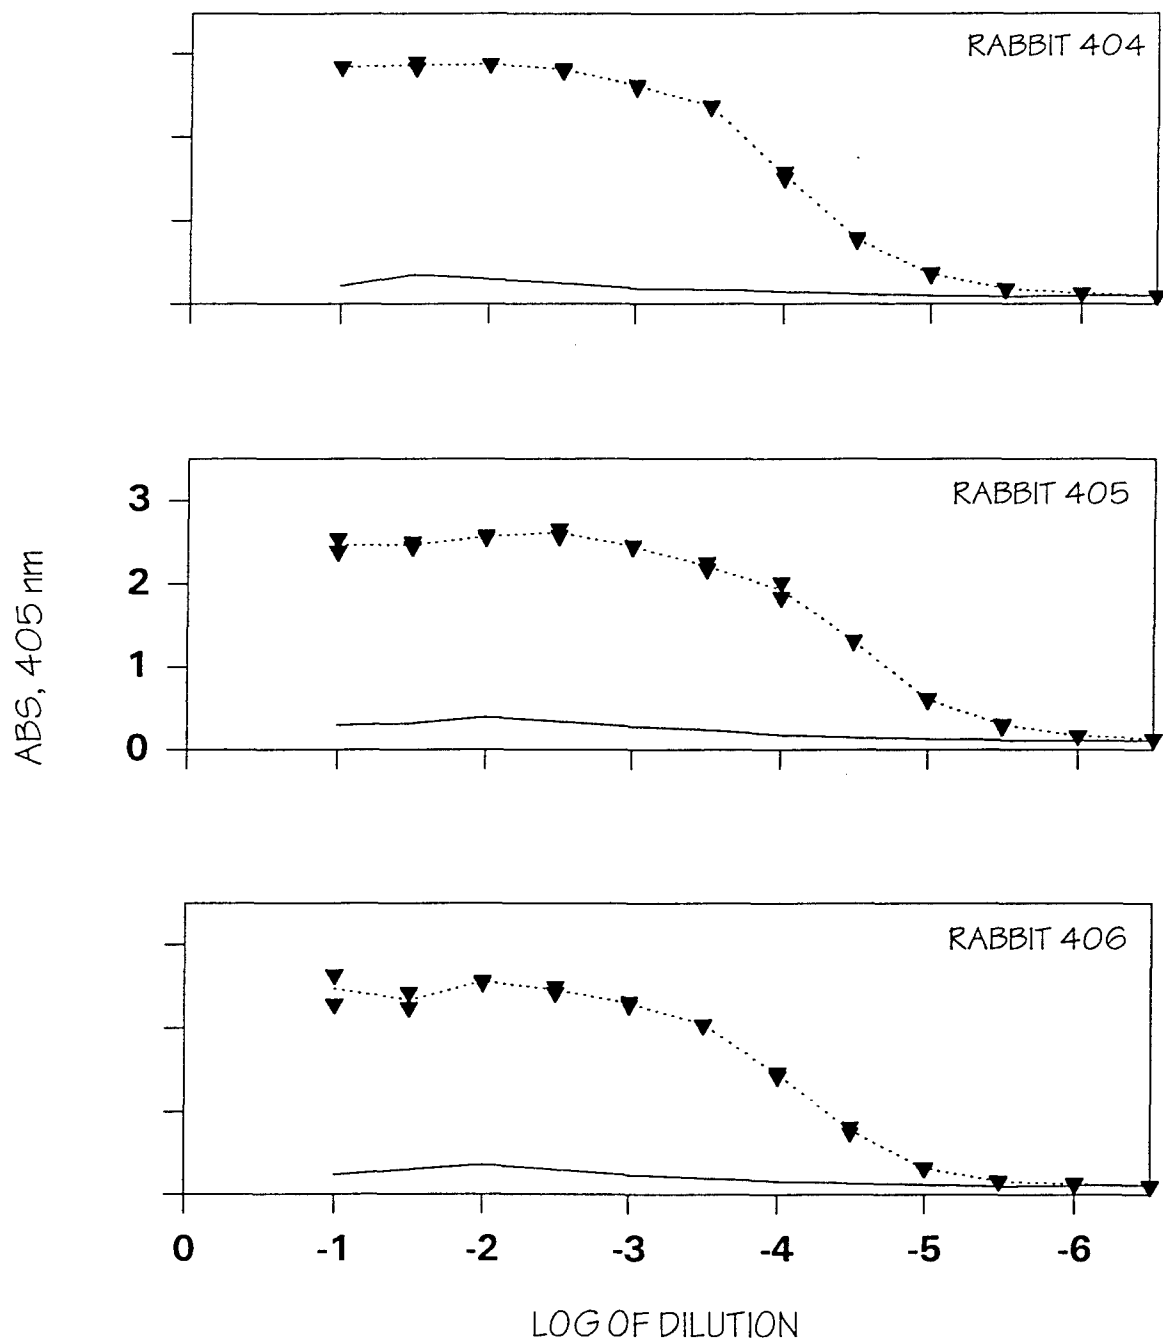 RABBIT 404
RABBIT 405
3
2
1
0
ABS, 405 nm
RABBIT 406
0 -1 -2 -3 -4 -5 -6
LOG OF DILUTION